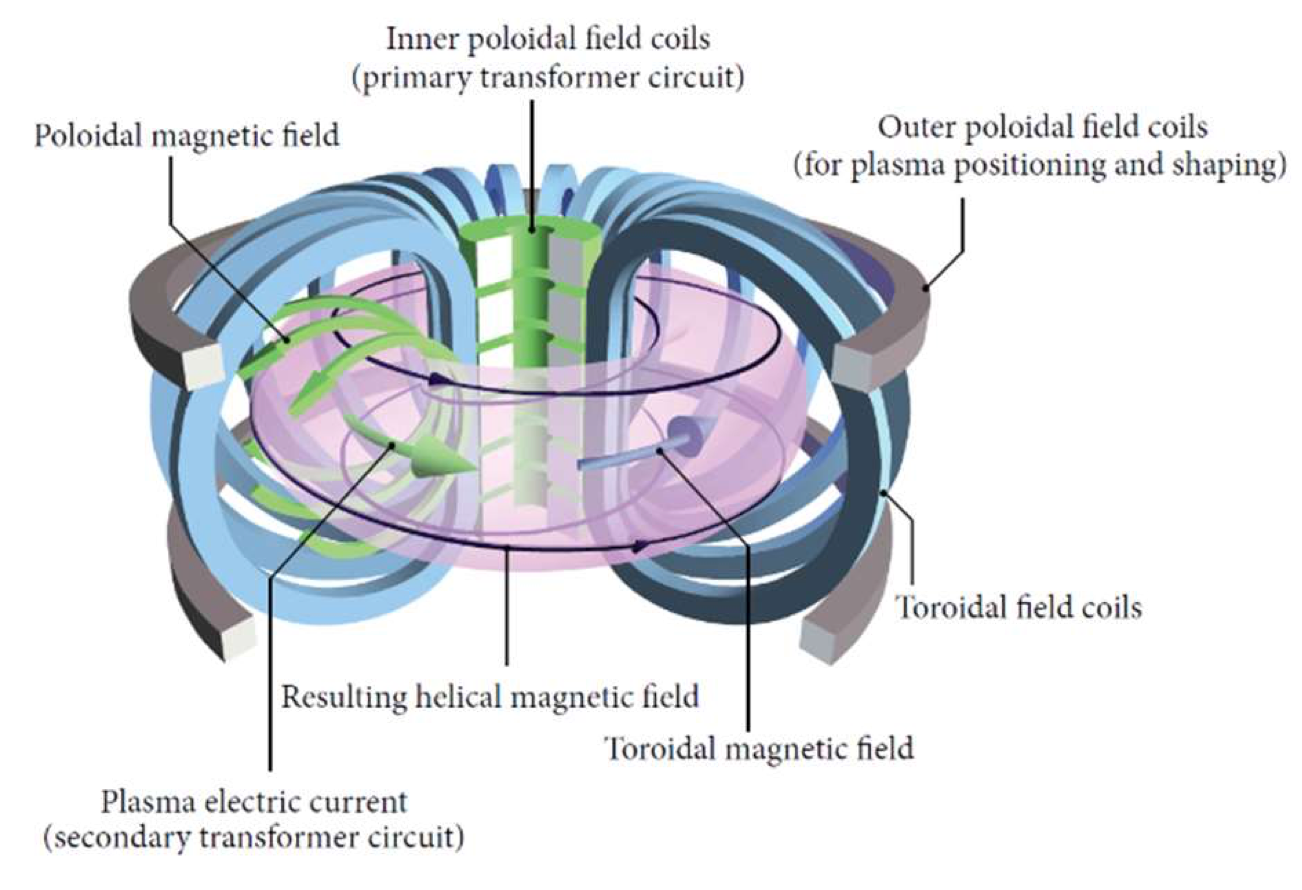 Inner poloidal field coils
(primary transformer circuit)
Poloidal magnetic field
Outer poloidal field coils
(for plasma positioning and shaping)
Toroidal field coils
Resulting helical magnetic field
Toroidal magnetic field
Plasma electric current
(secondary transformer circuit)